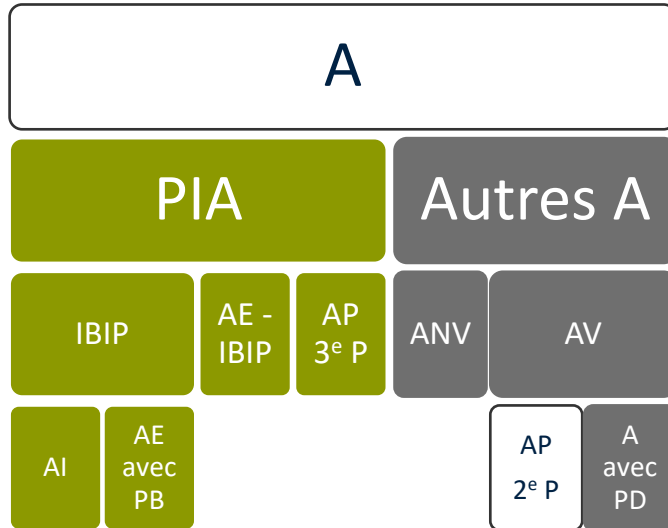 A
PIA
Autres A
IBIP
AE -
IBIP
AP
3e P
ANV
AV
AI
AE
avec
PB
AP
2e P
A
avec
PD